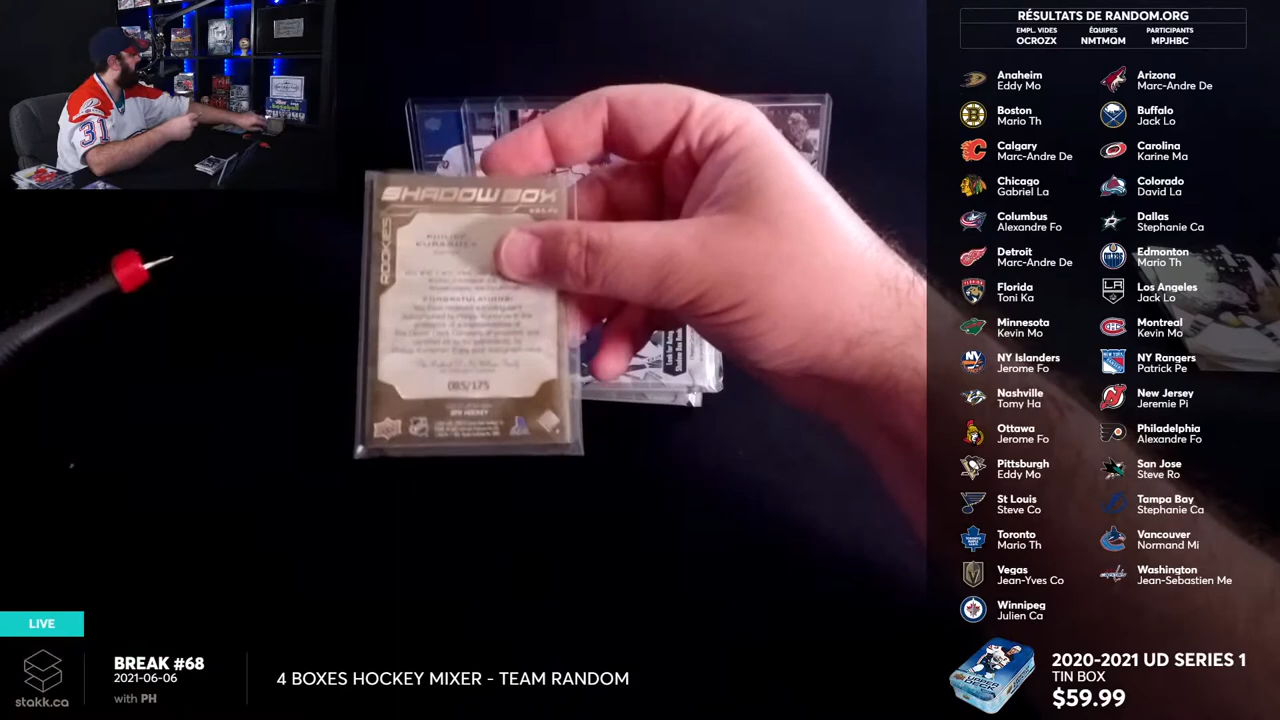 RÉSULTATS DE RANDOM.ORG
EMPL. VIDES
OCROZX
ÉQUIPES
NMTMQM
PARTICIPANTS
MPJHBC
Anaheim
Eddy Mo
Arizona
Marc-Andre De
Boston
Mario Th
Buffalo
Jack Lo
Calgary
Marc-Andre De
Carolina
Karine Ma
Chicago
Gabriel La
Colorado
David La
Columbus
Alexandre Fo
Dallas
Stephanie Ca
Detroit
Marc-Andre De
Edmonton
Mario Th
Florida
Toni Ka
Los Angeles
Jack Lo
Minnesota
Kevin Mo
Montreal
Kevin Mo
NY Islanders
Jerome Fo
NY Rangers
Patrick Pe
Nashville
Tomy Ha
New Jersey
Jeremie Pi
Ottawa
Jerome Fo
Philadelphia
Alexandre Fo
Pittsburgh
Eddy Mo
San Jose
Steve Ro
St Louis
Steve Co
Tampa Bay
Stephanie Ca
Toronto
Mario Th
Vancouver
Normand Mi
Vegas
Jean-Yves Co
Washington
Jean-Sebastien Me
Winnipeg
Julien Ca
SHADOW BOX
ROOKIES
CONGRATULATIONS!
085/175
31
LIVE
stakk.ca
BREAK #68
2021-06-06
with PH
4 BOXES HOCKEY MIXER - TEAM RANDOM
2020-2021 UD SERIES 1
TIN BOX
$59.99